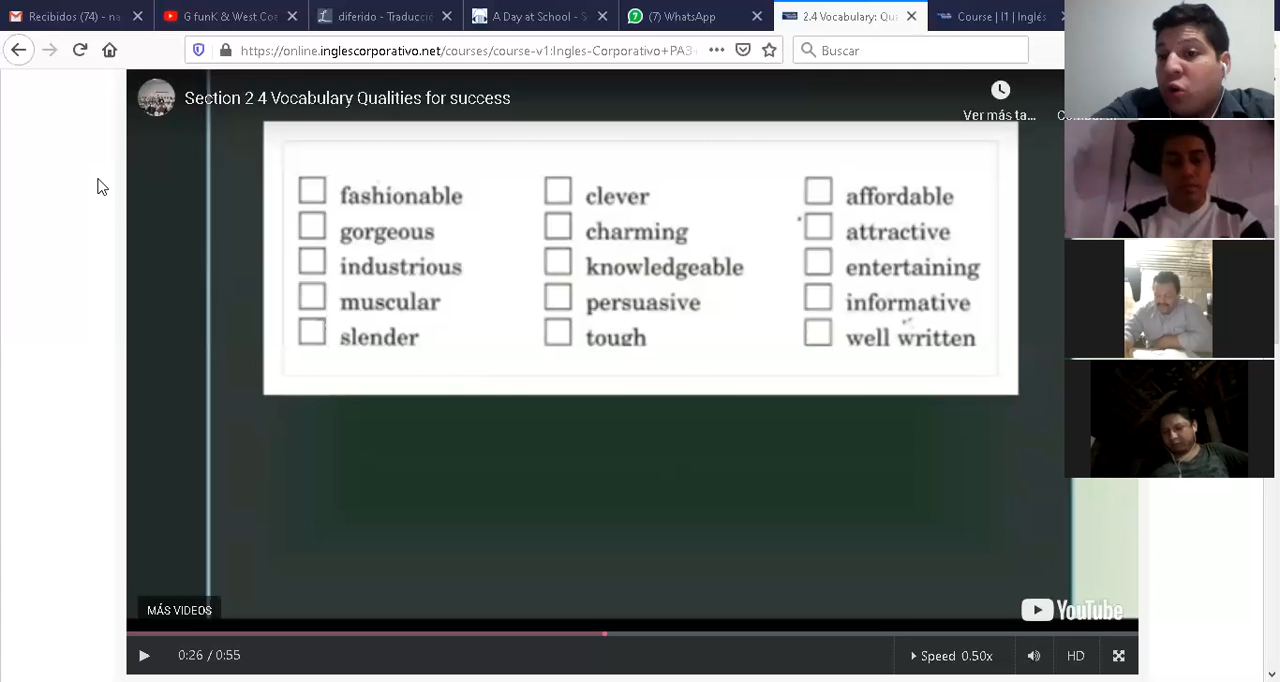 Recibidos (74) - na
G funK & West Coa
diferido - Traducció
A Day at School - S
(7) WhatsApp
2.4 Vocabulary: Qua
Course | I1 | Inglés
https://online.inglescorporativo.net/courses/course-v1:Ingles-Corporativo+PA3
Buscar
Section 2 4 Vocabulary Qualities for success
Ver más ta...
fashionable clever affordable
gorgeous charming attractive
industrious knowledgeable entertaining
muscular persuasive informative
slender tough well written
MÁS VIDEOS
YouTube
0:26 / 0:55
Speed 0.50x
HD